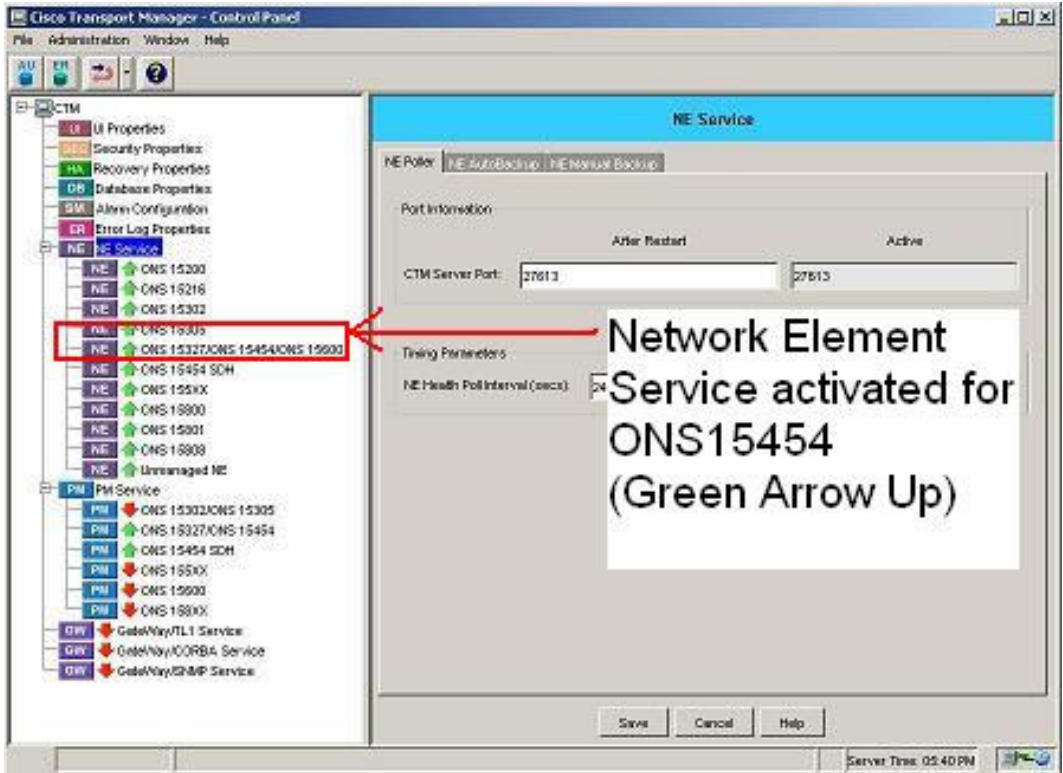 Cisco Transport Manager - Control Panel
File Administration Window Help
AU EM
CTM
UI UI Properties
SEC Security Properties
HA Recovery Properties
DB Database Properties
SM Alarm Configuration
ER Error Log Properties
NE NE Service
NE ONS 15200
NE ONS 15216
NE ONS 15302
NE ONS 15305
NE ONS 15327/ONS 15454/ONS 15600
NE ONS 15454 SDH
NE ONS 155XX
NE ONS 15800
NE ONS 15801
NE ONS 15808
NE Unmanaged NE
PM PM Service
PM ONS 15302/ONS 15305
PM ONS 15327/ONS 15454
PM ONS 15454 SDH
PM ONS 155XX
PM ONS 15600
PM ONS 158XX
GW GateWay/TL1 Service
GW GateWay/CORBA Service
GW GateWay/SNMP Service
NE Service
NE Poller NE AutoBackup NE Manual Backup
Port Information
After Restart Active
CTM Server Port: 27613 27613
Timing Parameters
NE Health Poll Interval (secs): 24
Network Element
Service activated for
ONS15454
(Green Arrow Up)
Save Cancel Help
Server Time: 05:40 PM